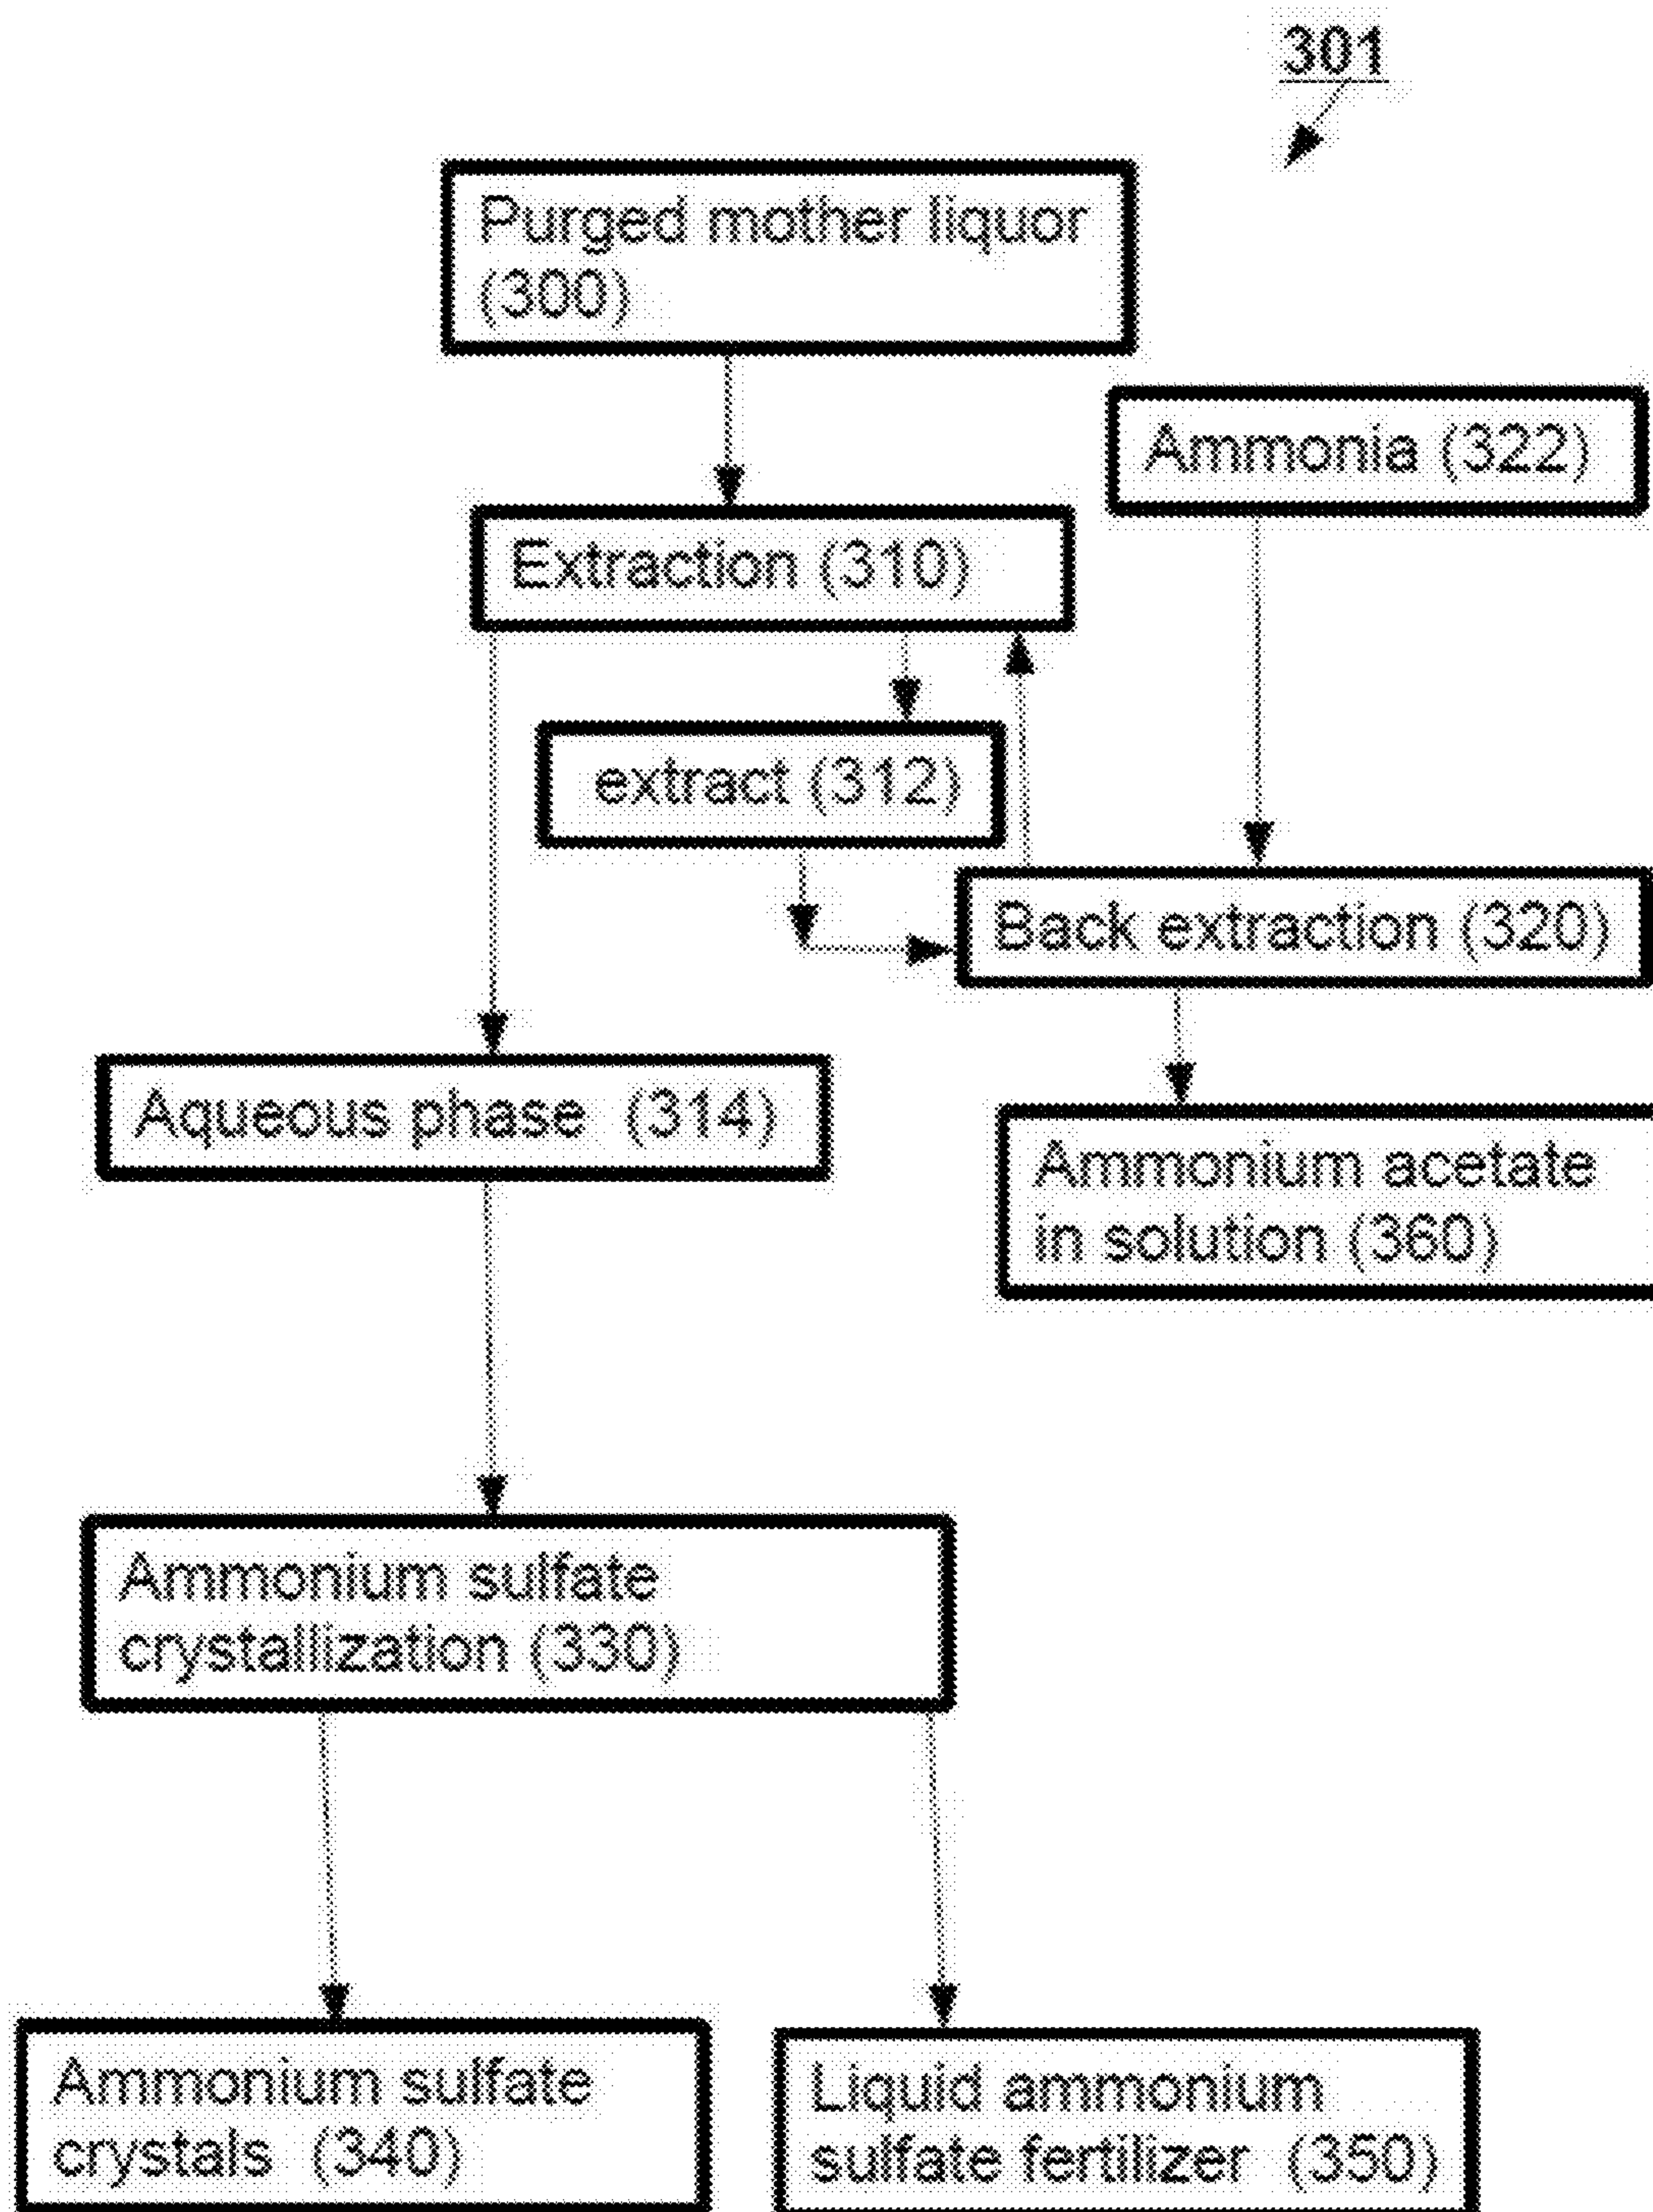 301
Purged mother liquor
(300)
Ammonia (322)
Extraction (310)
extract (312)
Back extraction (320)
Aqueous phase (314)
Ammonium acetate
in solution (360)
Ammonium sulfate
crystallization (330)
Ammonium sulfate
crystals (340)
Liquid ammonium
sulfate fertilizer (350)